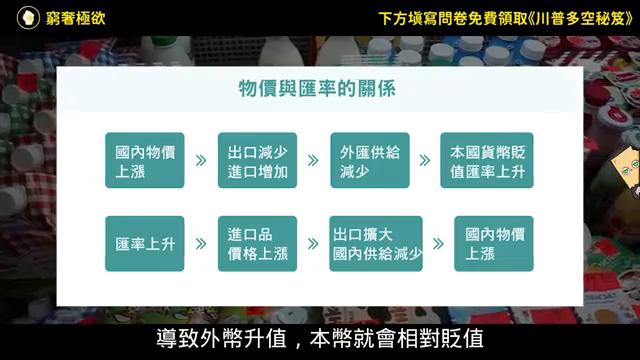 窮奢極欲
下方填寫問卷免費領取《川普多空秘笈》
物價與匯率的關係
國內物價
上漲
»
出口減少
進口增加
»
外匯供給
減少
»
本國貨幣貶
值匯率上升
匯率上升
»
進口品
價格上漲
»
出口擴大
國內供給減少
»
國內物價
上漲
導致外幣升值，本幣就會相對貶值